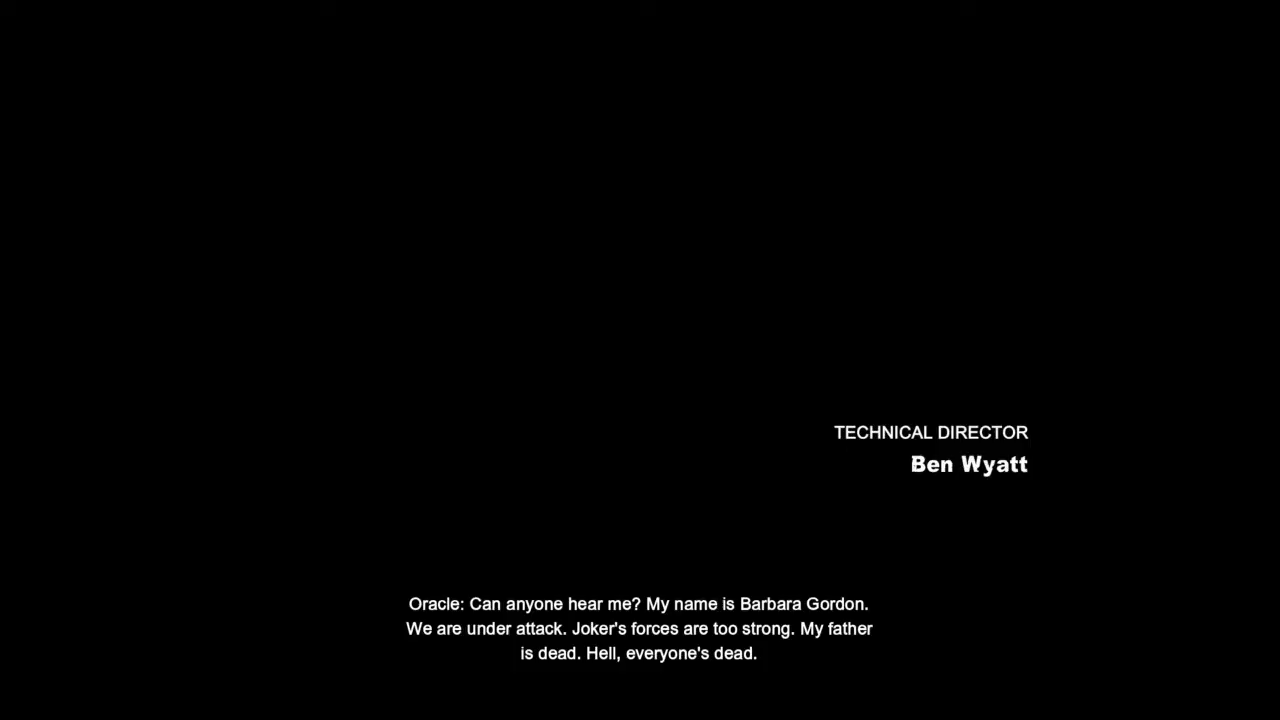 TECHNICAL DIRECTOR
Ben Wyatt
Oracle: Can anyone hear me? My name is Barbara Gordon.
We are under attack. Joker's forces are too strong. My father
is dead. Hell, everyone's dead.